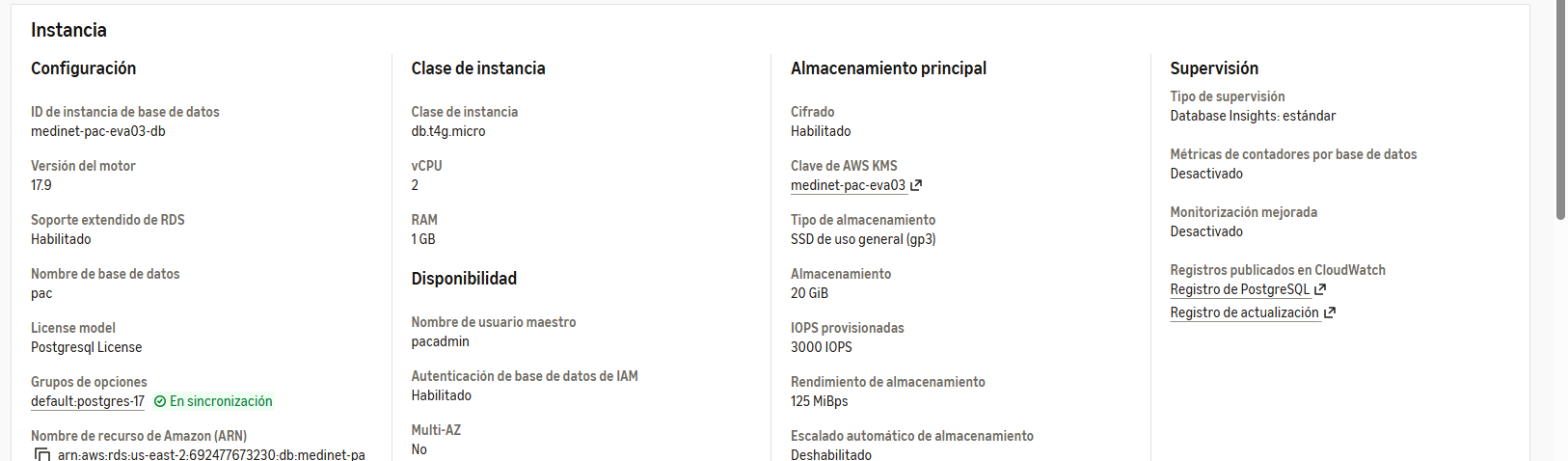 Instancia
Configuración
ID de instancia de base de datos
medinet-pac-eva03-db
Versión del motor
17.9
Soporte extendido de RDS
Habilitado
Nombre de base de datos
pac
License model
Postgresql License
Grupos de opciones
default:postgres-17 En sincronización
Nombre de recurso de Amazon (ARN)
arn:aws:rds:us-east-2:692477673230:db:medinet-pa
Clase de instancia
Clase de instancia
db.t4g.micro
vCPU
2
RAM
1 GB
Disponibilidad
Nombre de usuario maestro
pacadmin
Autenticación de base de datos de IAM
Habilitado
Multi-AZ
No
Almacenamiento principal
Cifrado
Habilitado
Clave de AWS KMS
medinet-pac-eva03
Tipo de almacenamiento
SSD de uso general (gp3)
Almacenamiento
20 GiB
IOPS provisionadas
3000 IOPS
Rendimiento de almacenamiento
125 MiBps
Escalado automático de almacenamiento
Deshabilitado
Supervisión
Tipo de supervisión
Database Insights: estándar
Métricas de contadores por base de datos
Desactivado
Monitorización mejorada
Desactivado
Registros publicados en CloudWatch
Registro de PostgreSQL
Registro de actualización